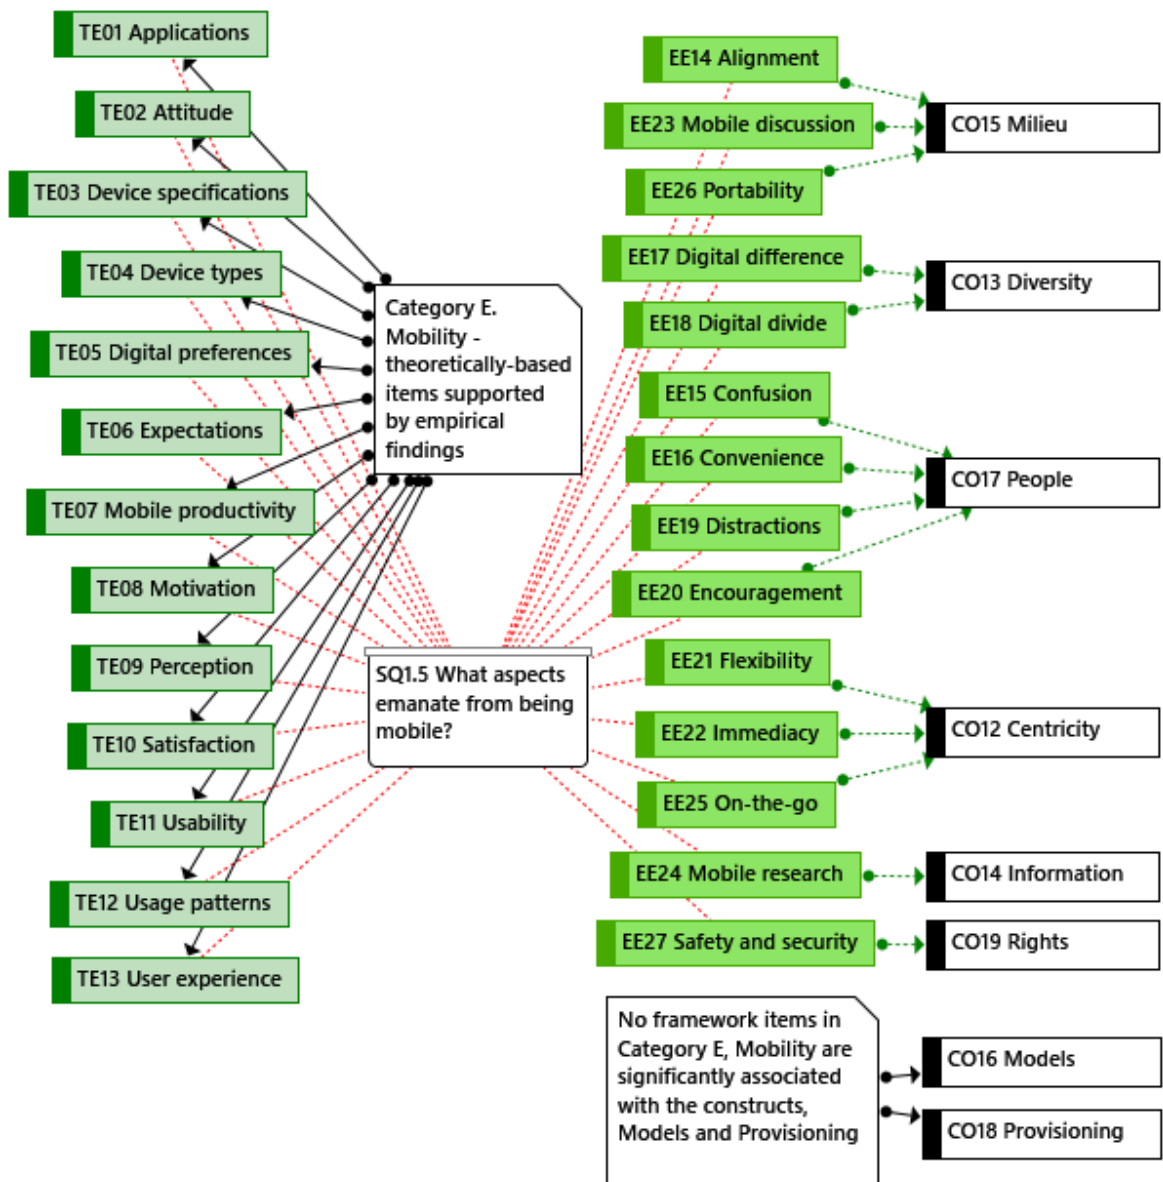 TE01 Applications
TE02 Attitude
TE03 Device specifications
TE04 Device types
TE05 Digital preferences
TE06 Expectations
TE07 Mobile productivity
TE08 Motivation
TE09 Perception
TE10 Satisfaction
TE11 Usability
TE12 Usage patterns
TE13 User experience
Category E.
Mobility -
theoretically-based
items supported
by empirical
findings
SQ1.5 What aspects
emanate from being
mobile?
EE14 Alignment
EE23 Mobile discussion
EE26 Portability
EE17 Digital difference
EE18 Digital divide
EE15 Confusion
EE16 Convenience
EE19 Distractions
EE20 Encouragement
EE21 Flexibility
EE22 Immediacy
EE25 On-the-go
EE24 Mobile research
EE27 Safety and security
CO15 Milieu
CO13 Diversity
CO17 People
CO12 Centricity
CO14 Information
CO19 Rights
No framework items in
Category E, Mobility are
significantly associated
with the constructs,
Models and Provisioning
CO16 Models
CO18 Provisioning